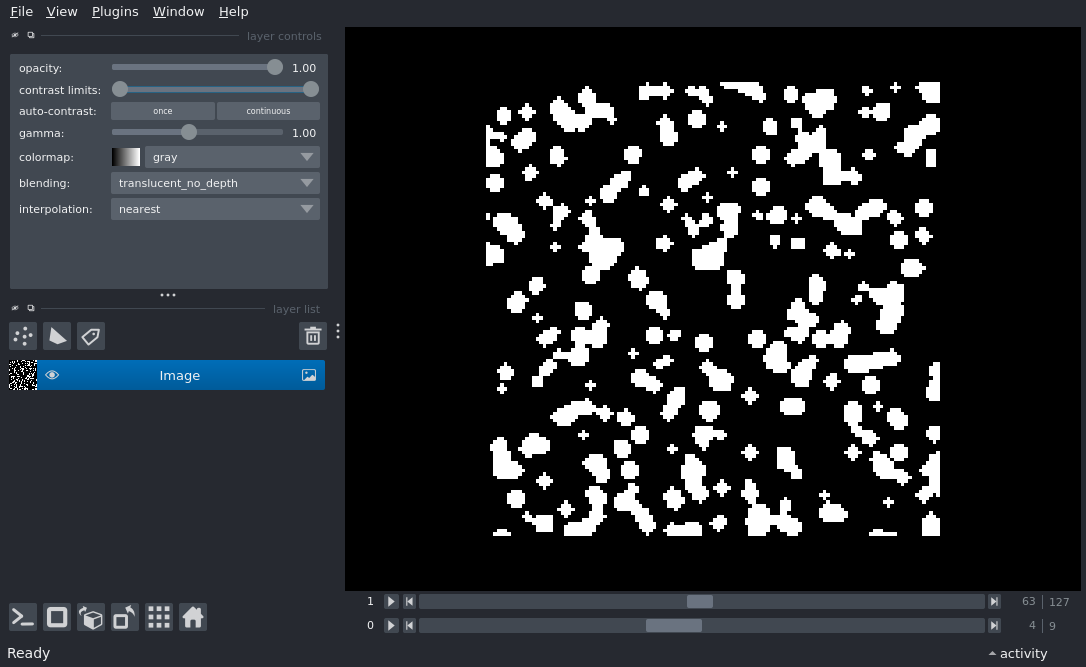 File View Plugins Window Help
layer controls
opacity: 1.00
contrast limits:
auto-contrast: once continuous
gamma: 1.00
colormap: gray
blending: translucent_no_depth
interpolation: nearest
layer list
Image
1 63 127
0 4 9
Ready activity